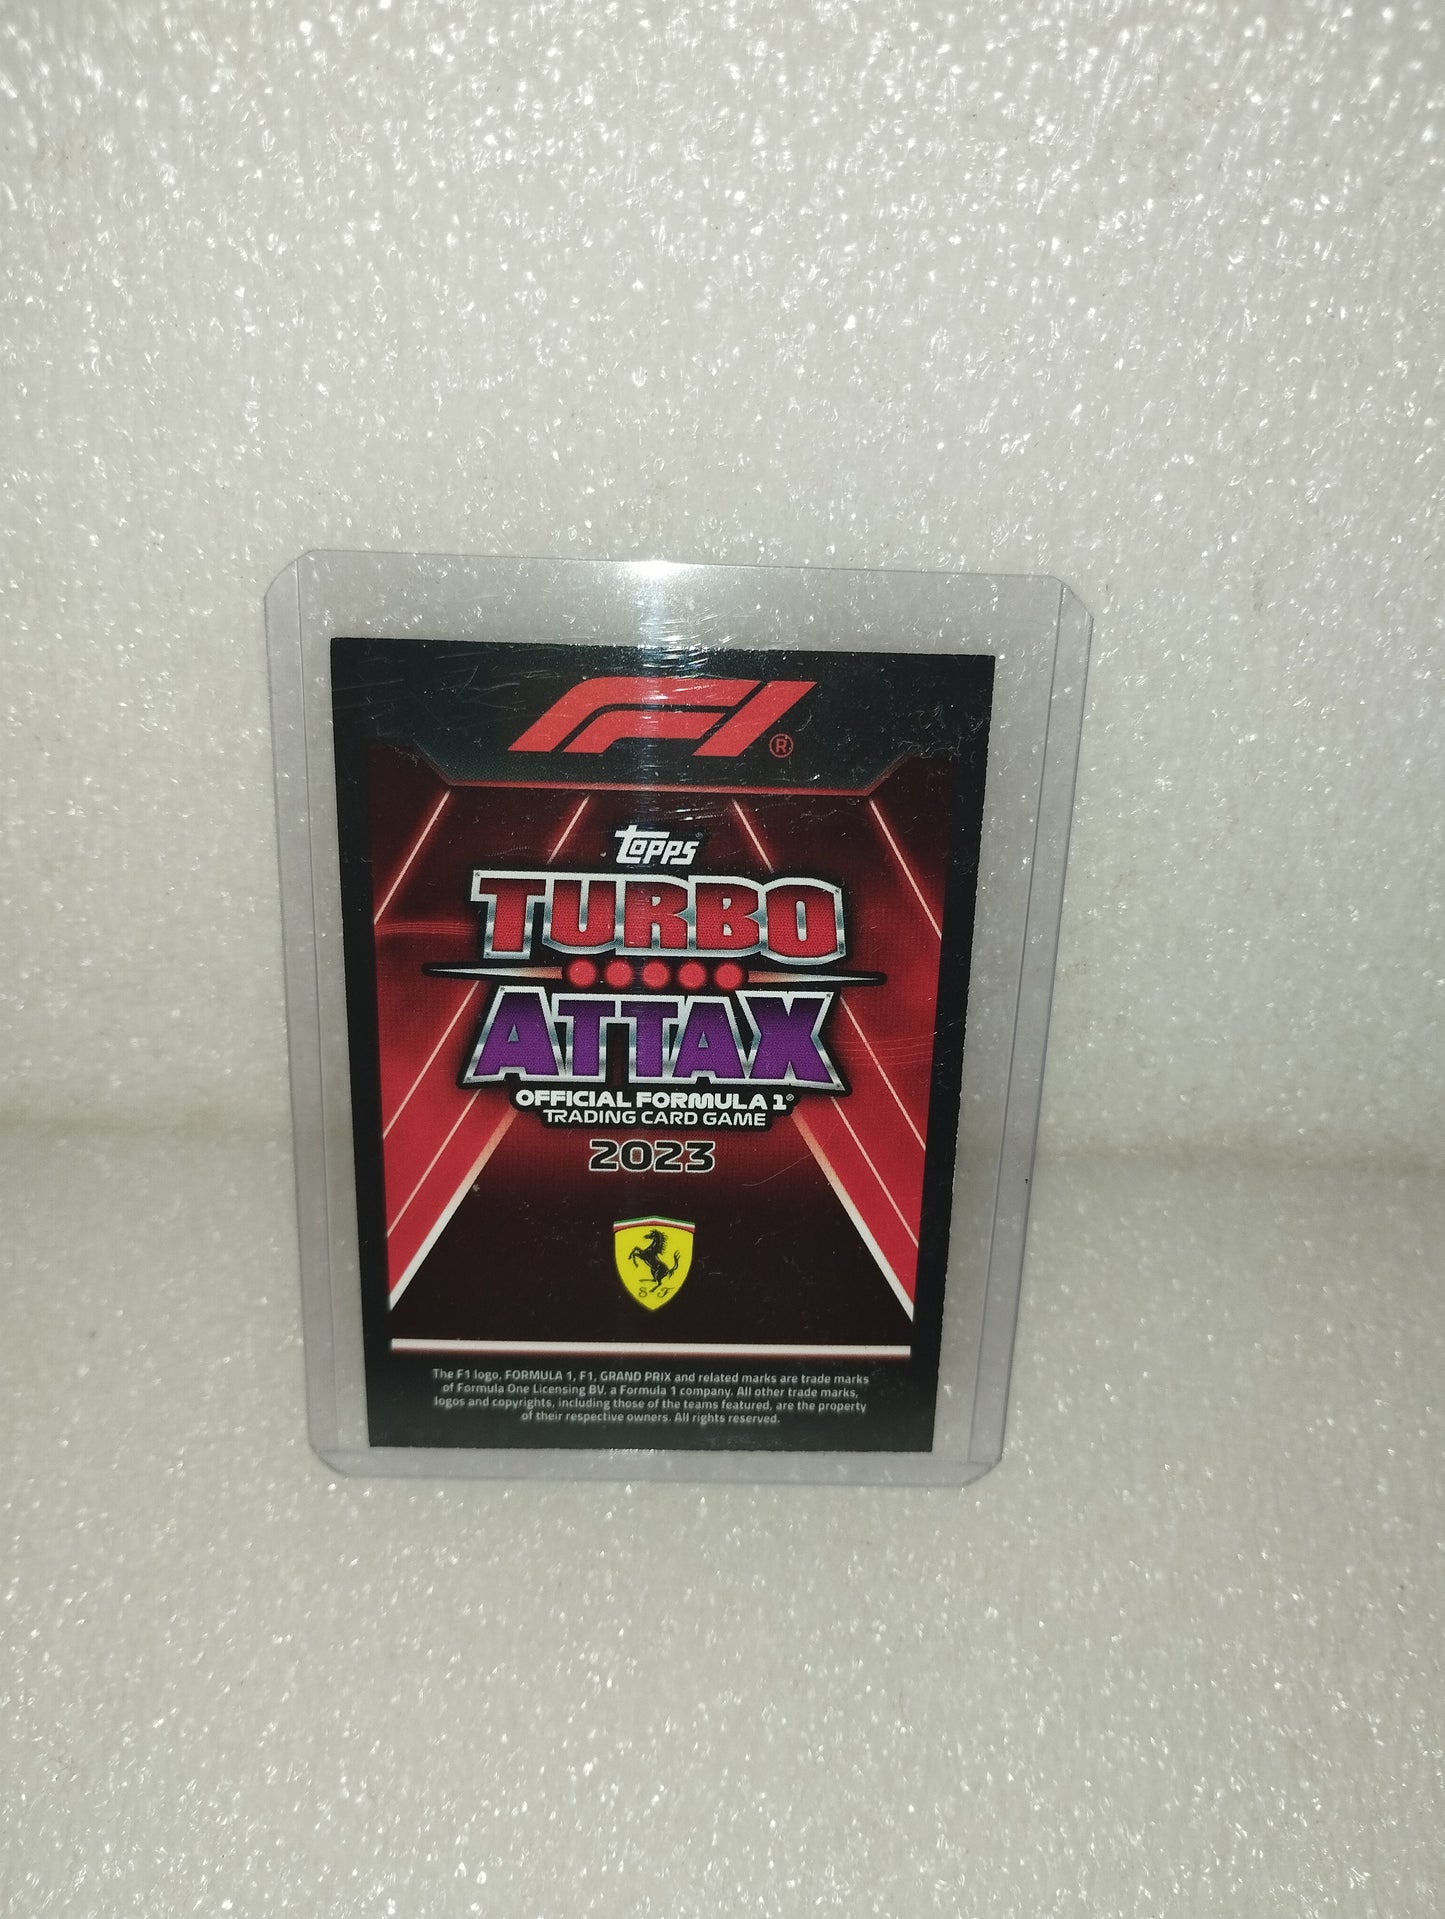 F1®
Topps
TURBO
ATTAX
OFFICIAL FORMULA 1®
TRADING CARD GAME
2023
S F
The F1 logo, FORMULA 1, F1, GRAND PRIX and related marks are trade marks
of Formula One Licensing BV, a Formula 1 company. All other trade marks,
logos and copyrights, including those of the teams featured, are the property
of their respective owners. All rights reserved.